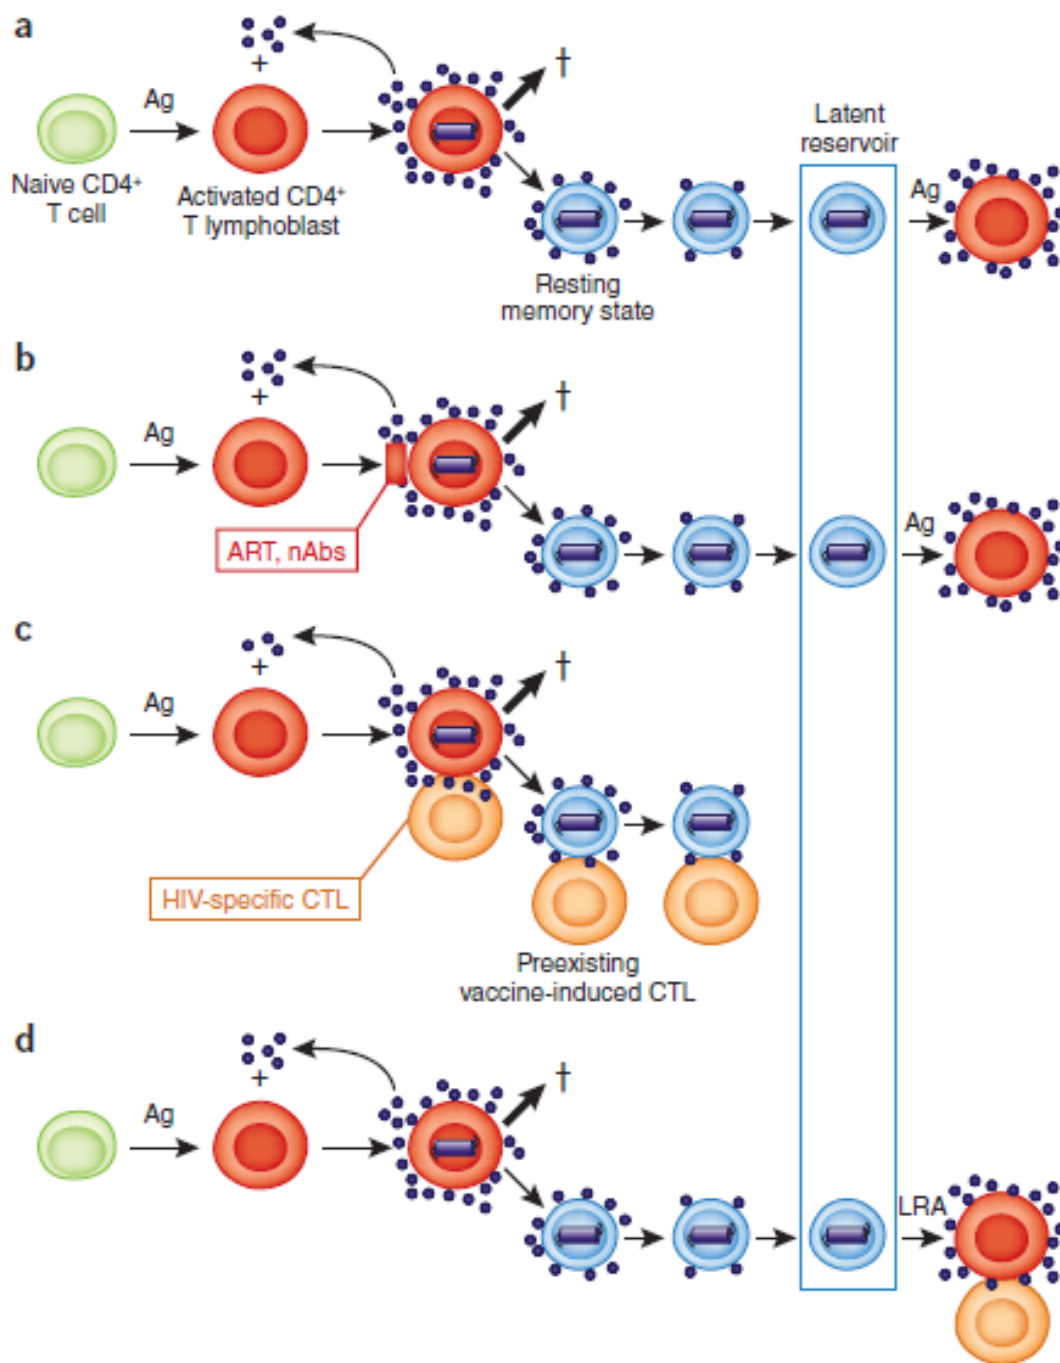 a
+
†
Ag
Latent
reservoir
Naive CD4⁺
T cell
Activated CD4⁺
T lymphoblast
Ag
Resting
memory state
b
+
†
Ag
ART, nAbs
Ag
c
+
†
Ag
HIV-specific CTL
Preexisting
vaccine-induced CTL
d
+
†
Ag
LRA